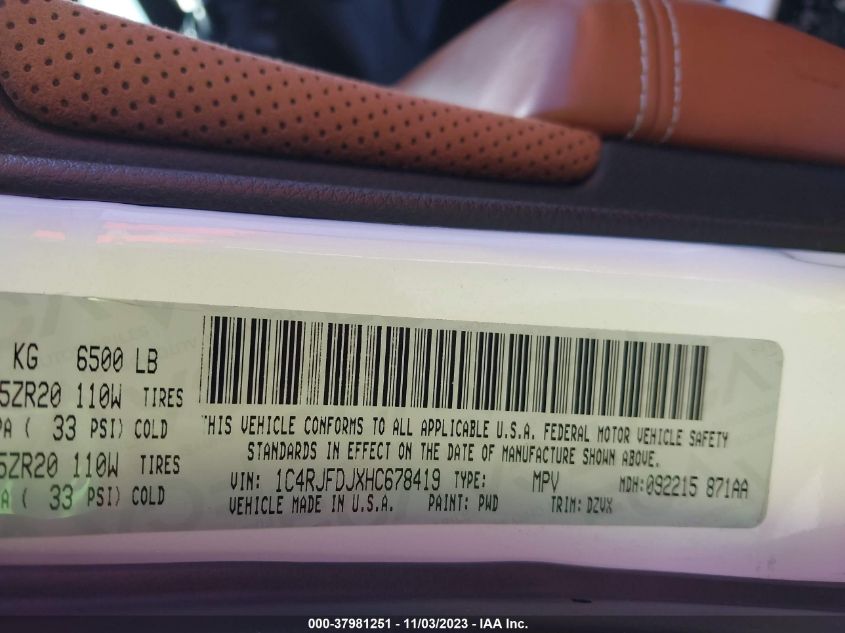 KG 6500 LB
5ZR20 110W TIRES
PA ( 33 PSI) COLD
5ZR20 110W TIRES
A ( 33 PSI) COLD
THIS VEHICLE CONFORMS TO ALL APPLICABLE U.S.A. FEDERAL MOTOR VEHICLE SAFETY
STANDARDS IN EFFECT ON THE DATE OF MANUFACTURE SHOWN ABOVE.
VIN: 1C4RJFDJXHC678419 TYPE: MPV MDH:092215 871AA
VEHICLE MADE IN U.S.A. PAINT: PWD TRIM: DZVX
000-37981251 - 11/03/2023 - IAA Inc.